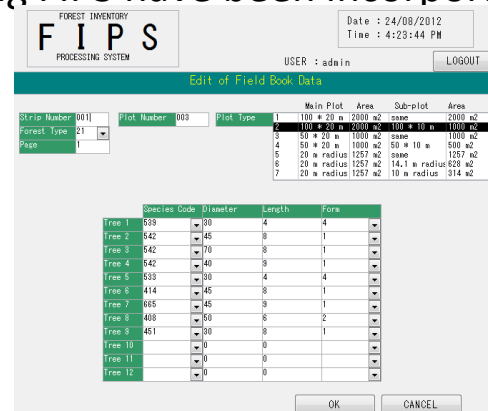 g FIPS have been incorpor
FOREST INVENTORY
F I P S
PROCESSING SYSTEM
Date : 24/08/2012
Time : 4:23:44 PM
USER : admin
LOGOUT
Edit of Field Book Data
Main Plot Area Sub-plot Area
Strip Number 001 Plot Number 003 Plot Type 1 100 * 20 m 2000 m2 same 2000 m2
Forest Type 21 2 100 * 20 m 2000 m2 100 * 10 m 1000 m2
Page 1 3 50 * 20 m 1000 m2 same 1000 m2
4 50 * 20 m 1000 m2 50 * 10 m 500 m2
5 20 m radius 1257 m2 same 1257 m2
6 20 m radius 1257 m2 14.1 m radius 628 m2
7 20 m radius 1257 m2 10 m radius 314 m2
Species Code Diameter Length Form
Tree 1 539 30 4 4
Tree 2 542 45 8 1
Tree 3 542 70 8 1
Tree 4 542 40 9 1
Tree 5 533 30 4 4
Tree 6 414 45 8 1
Tree 7 665 45 9 1
Tree 8 408 50 6 2
Tree 9 451 30 8 1
Tree 10 0 0
Tree 11 0 0
Tree 12 0 0
OK CANCEL